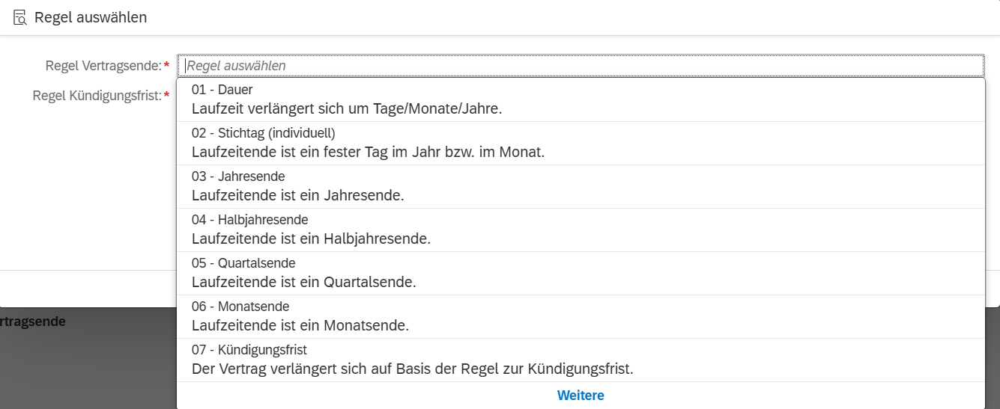 Regel auswählen
Regel Vertragsende:*
Regel auswählen
Regel Kündigungsfrist:*
01 - Dauer
Laufzeit verlängert sich um Tage/Monate/Jahre.
02 - Stichtag (individuell)
Laufzeitende ist ein fester Tag im Jahr bzw. im Monat.
03 - Jahresende
Laufzeitende ist ein Jahresende.
04 - Halbjahresende
Laufzeitende ist ein Halbjahresende.
05 - Quartalsende
Laufzeitende ist ein Quartalsende.
06 - Monatsende
Laufzeitende ist ein Monatsende.
07 - Kündigungsfrist
Der Vertrag verlängert sich auf Basis der Regel zur Kündigungsfrist.
Weitere
rtragsende